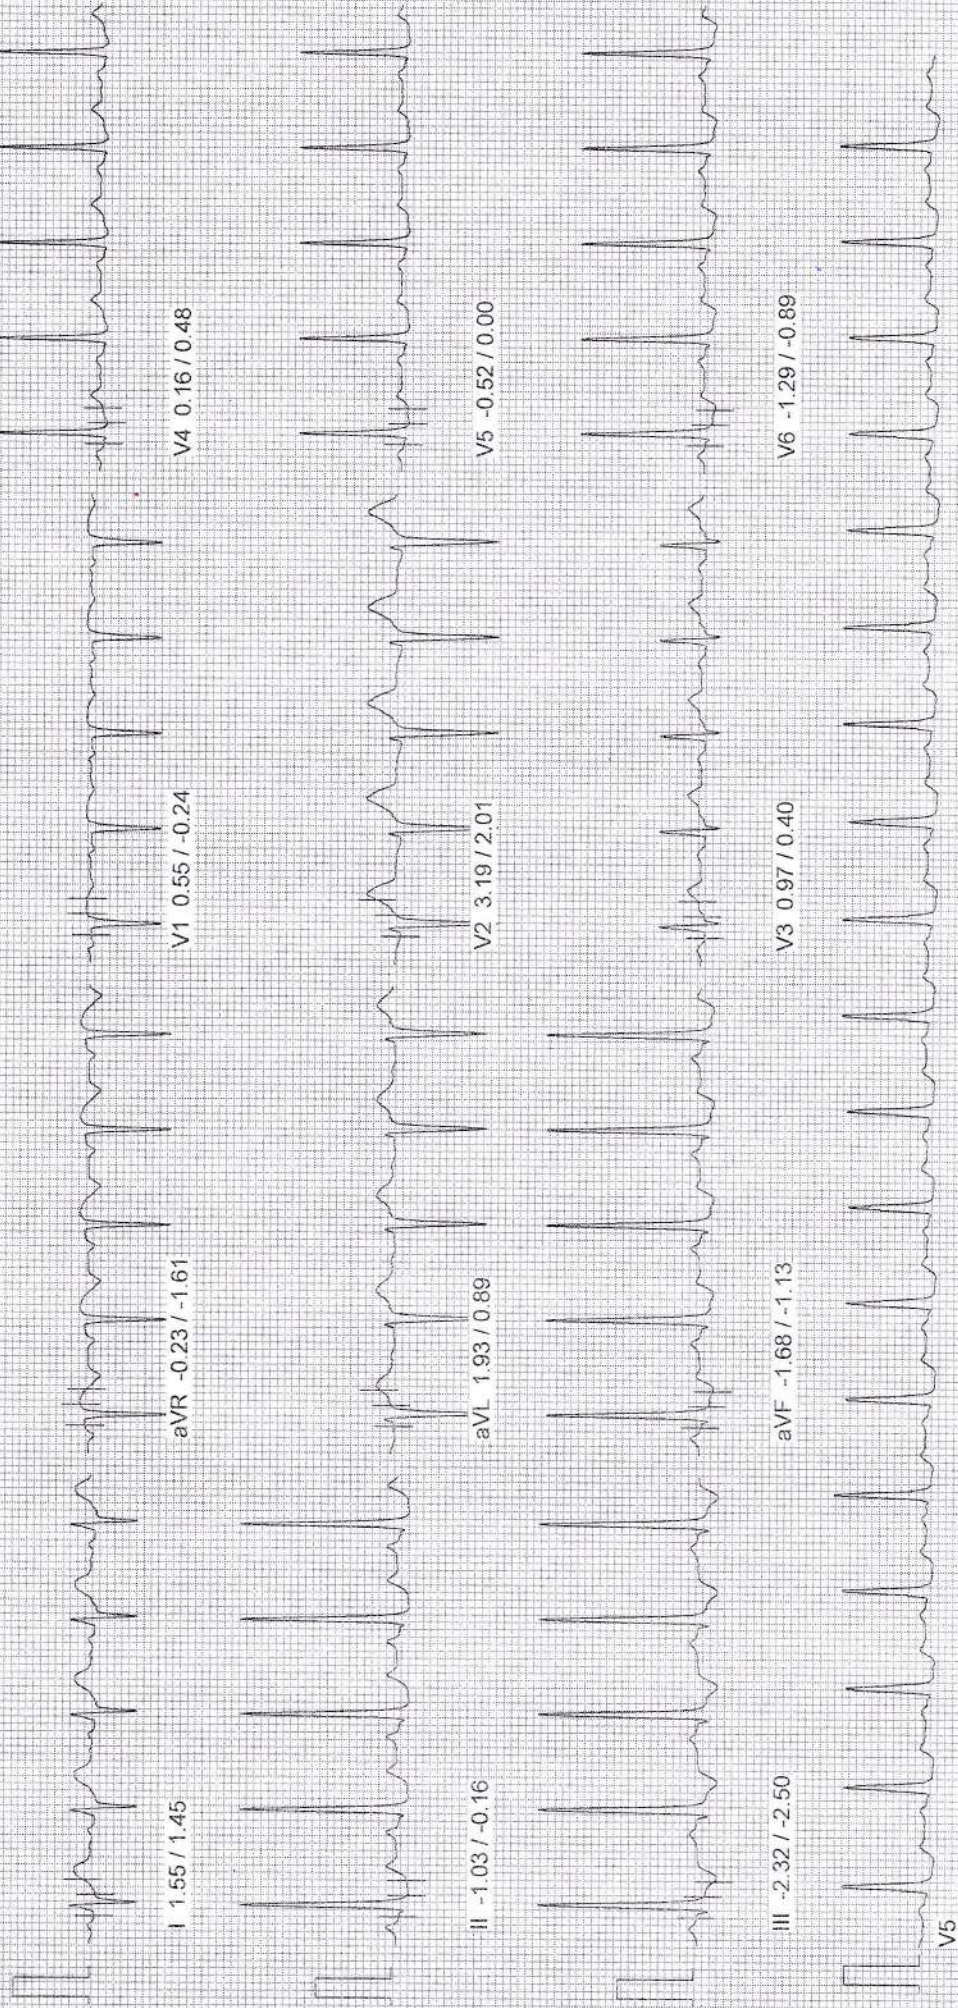 I 1.55 / 1.45
aVR -0.23 / -1.61
V1 0.55 / -0.24
V4 0.16 / 0.48
II -1.03 / -0.16
aVL 1.93 / 0.89
V2 3.19 / 2.01
V5 -0.52 / 0.00
III -2.32 / -2.50
aVF -1.68 / -1.13
V3 0.97 / 0.40
V6 -1.29 / -0.89
V5